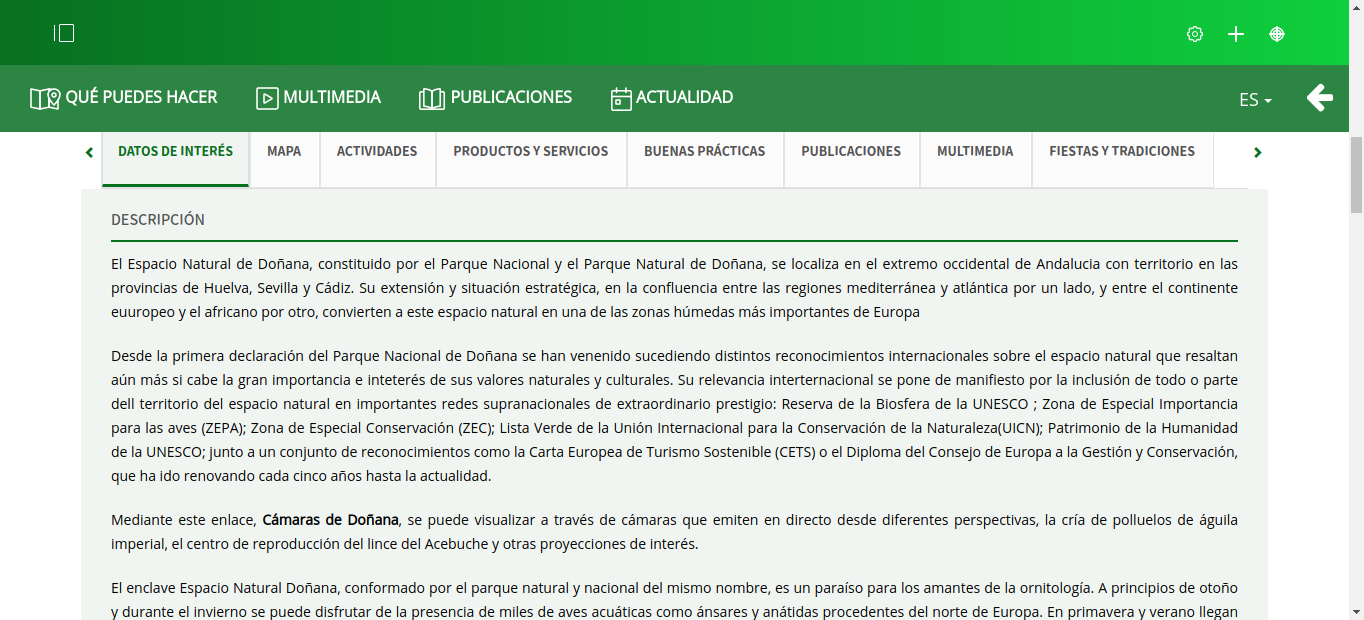 QUÉ PUEDES HACER MULTIMEDIA PUBLICACIONES ACTUALIDAD ES
DATOS DE INTERÉS MAPA ACTIVIDADES PRODUCTOS Y SERVICIOS BUENAS PRÁCTICAS PUBLICACIONES MULTIMEDIA FIESTAS Y TRADICIONES
DESCRIPCIÓN
El Espacio Natural de Doñana, constituido por el Parque Nacional y el Parque Natural de Doñana, se localiza en el extremo occidental de Andalucia con territorio en las
provincias de Huelva, Sevilla y Cádiz. Su extensión y situación estratégica, en la confluencia entre las regiones mediterránea y atlántica por un lado, y entre el continente
euuropeo y el africano por otro, convierten a este espacio natural en una de las zonas húmedas más importantes de Europa
Desde la primera declaración del Parque Nacional de Doñana se han venenido sucediendo distintos reconocimientos internacionales sobre el espacio natural que resaltan
aún más si cabe la gran importancia e inteterés de sus valores naturales y culturales. Su relevancia interternacional se pone de manifiesto por la inclusión de todo o parte
dell territorio del espacio natural en importantes redes supranacionales de extraordinario prestigio: Reserva de la Biosfera de la UNESCO ; Zona de Especial Importancia
para las aves (ZEPA); Zona de Especial Conservación (ZEC); Lista Verde de la Unión Internacional para la Conservación de la Naturaleza(UICN); Patrimonio de la Humanidad
de la UNESCO; junto a un conjunto de reconocimientos como la Carta Europea de Turismo Sostenible (CETS) o el Diploma del Consejo de Europa a la Gestión y Conservación,
que ha ido renovando cada cinco años hasta la actualidad.
Mediante este enlace, Cámaras de Doñana, se puede visualizar a través de cámaras que emiten en directo desde diferentes perspectivas, la cría de polluelos de águila
imperial, el centro de reproducción del lince del Acebuche y otras proyecciones de interés.
El enclave Espacio Natural Doñana, conformado por el parque natural y nacional del mismo nombre, es un paraíso para los amantes de la ornitología. A principios de otoño
y durante el invierno se puede disfrutar de la presencia de miles de aves acuáticas como ánsares y anátidas procedentes del norte de Europa. En primavera y verano llegan